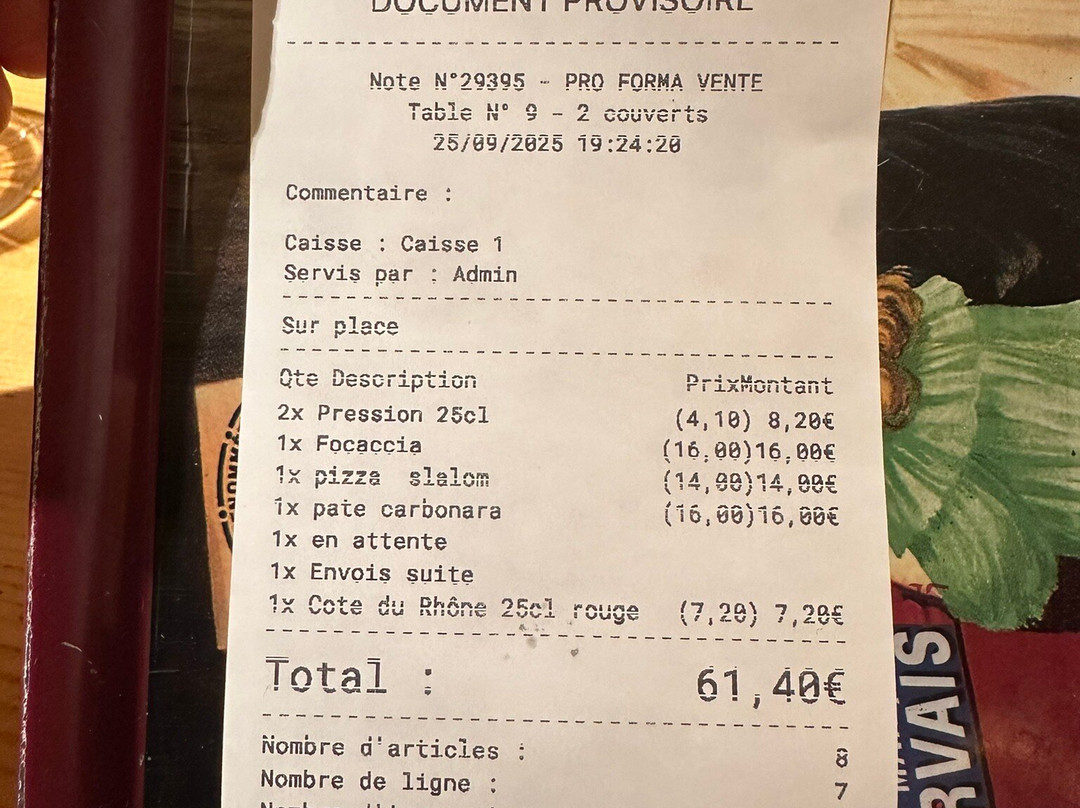 DOCUMENT PROVISOIRE
Note N°29395 - PRO FORMA VENTE
Table N° 9 - 2 couverts
25/09/2025 19:24:20
Commentaire :
Caisse : Caisse 1
Servis par : Admin
Sur place
Qte Description PrixMontant
2x Pression 25cl (4,10) 8,20€
1x Focaccia (16,00)16,00€
1x pizza slalom (14,00)14,00€
1x pate carbonara (16,00)16,00€
1x en attente
1x Envois suite
1x Cote du Rhône 25cl rouge (7,20) 7,20€
Total : 61,40€
Nombre d'articles : 8
Nombre de ligne : 7
RVAIS